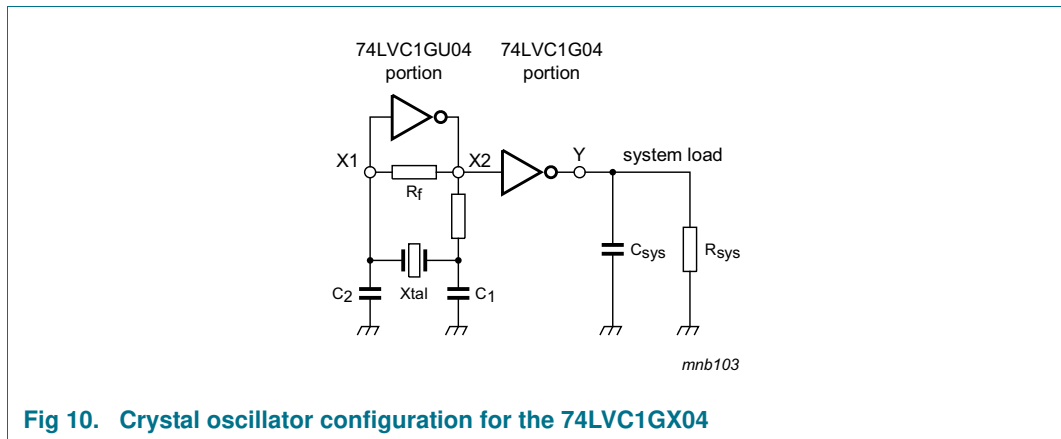 74LVC1GU04 74LVC1G04
portion portion
X1 X2 Y system load
Rf
Csys Rsys
C2 Xtal C1
mnb103
Fig 10. Crystal oscillator configuration for the 74LVC1GX04